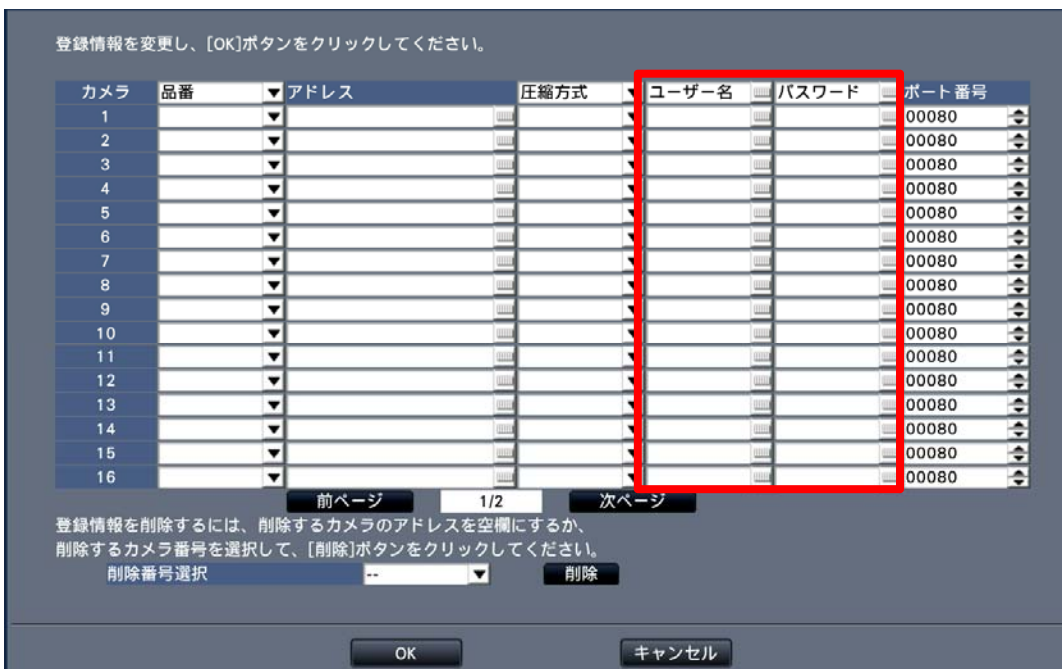 登録情報を変更し、[OK]ボタンをクリックしてください。
カメラ 品番 アドレス 圧縮方式 ユーザー名 パスワード ポート番号
1 00080
2 00080
3 00080
4 00080
5 00080
6 00080
7 00080
8 00080
9 00080
10 00080
11 00080
12 00080
13 00080
14 00080
15 00080
16 00080
前ページ 1/2 次ページ
登録情報を削除するには、削除するカメラのアドレスを空欄にするか、
削除するカメラ番号を選択して、[削除]ボタンをクリックしてください。
削除番号選択 -- 削除
OK キャンセル